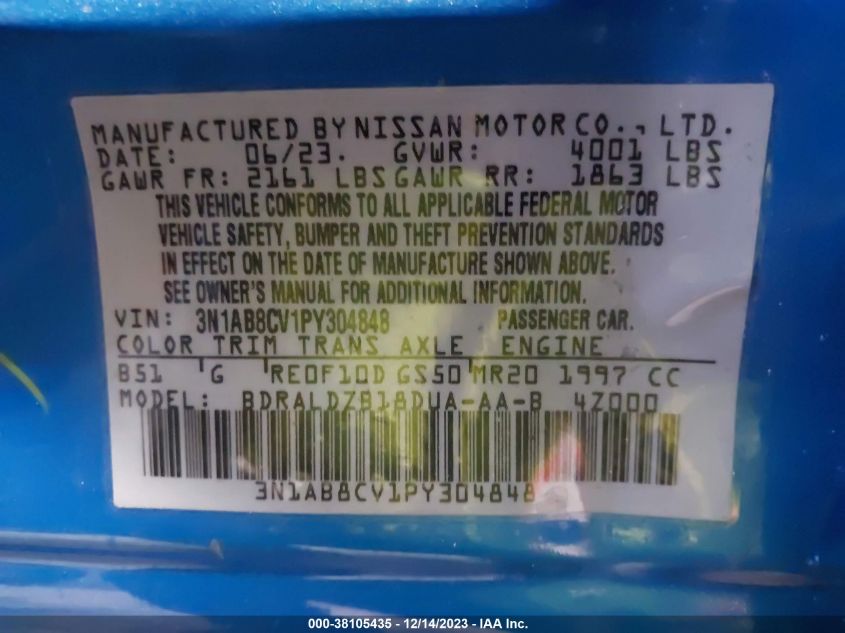 MANUFACTURED BY NISSAN MOTOR CO., LTD.
DATE: 06/23. GVWR: 4001 LBS
GAWR FR: 2161 LBS GAWR RR: 1863 LBS
THIS VEHICLE CONFORMS TO ALL APPLICABLE FEDERAL MOTOR
VEHICLE SAFETY, BUMPER AND THEFT PREVENTION STANDARDS
IN EFFECT ON THE DATE OF MANUFACTURE SHOWN ABOVE.
SEE OWNER'S MANUAL FOR ADDITIONAL INFORMATION.
VIN: 3N1AB8CV1PY304848 PASSENGER CAR.
COLOR TRIM TRANS AXLE ENGINE
B51 G RE0F10D GS50 MR20 1997 CC
MODEL: BDRALDZB18DUA-AA-B 4Z000
3N1AB8CV1PY304848
000-38105435 - 12/14/2023 - IAA Inc.